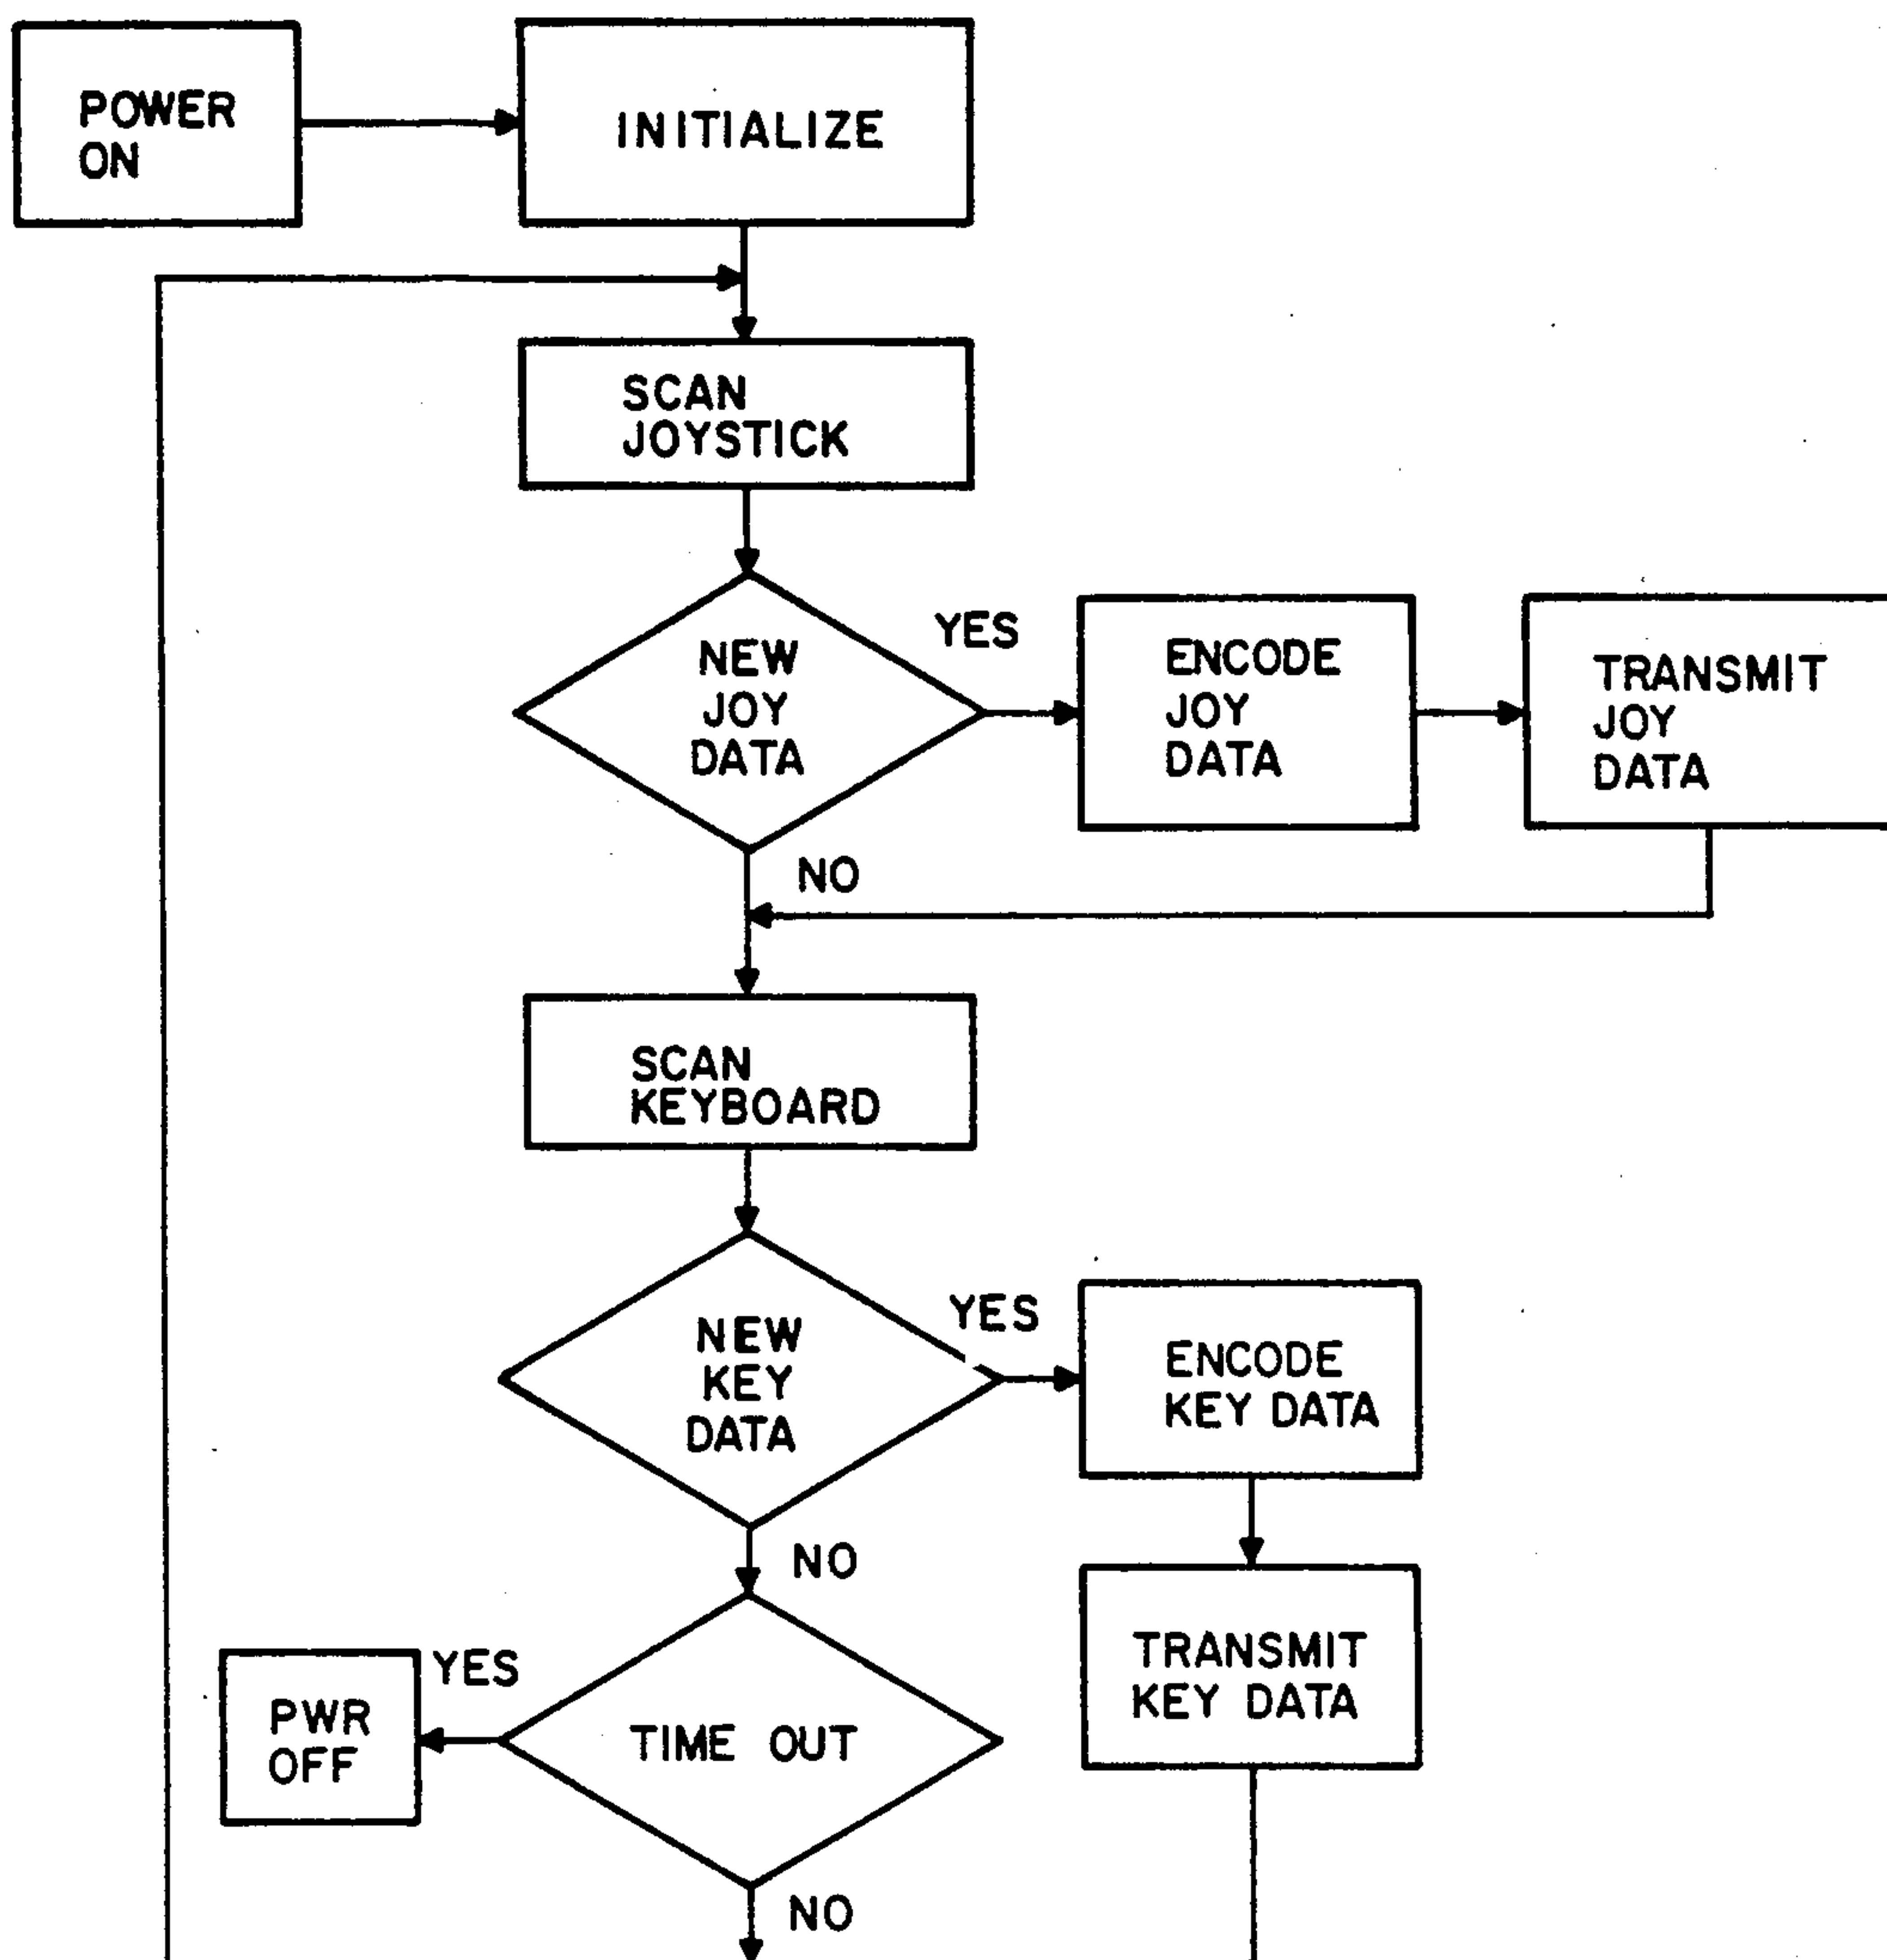 POWER
ON
INITIALIZE
SCAN
JOYSTICK
NEW
JOY
DATA
YES
ENCODE
JOY
DATA
TRANSMIT
JOY
DATA
NO
SCAN
KEYBOARD
NEW
KEY
DATA
YES
ENCODE
KEY DATA
NO
TRANSMIT
KEY DATA
TIME OUT
YES
PWR
OFF
NO